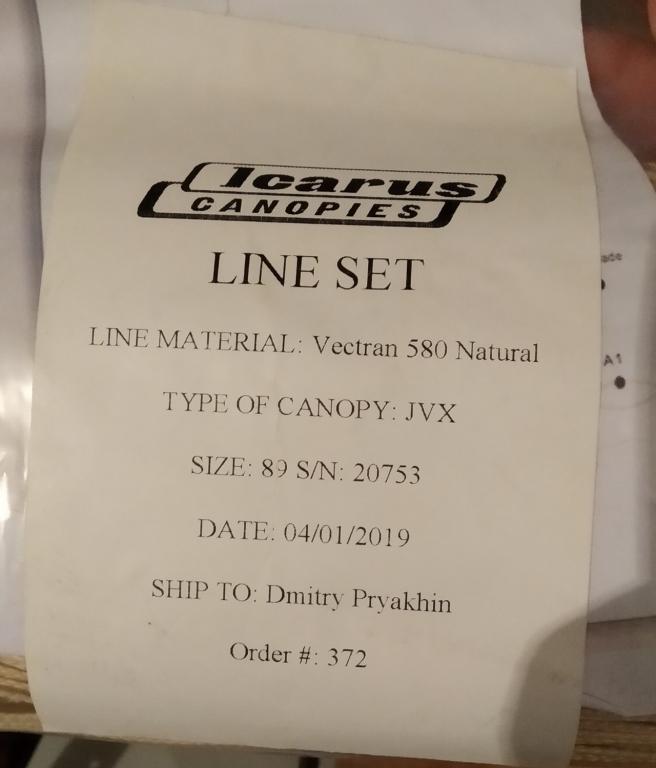 Icarus
CANOPIES
LINE SET
LINE MATERIAL: Vectran 580 Natural
TYPE OF CANOPY: JVX
SIZE: 89 S/N: 20753
DATE: 04/01/2019
SHIP TO: Dmitry Pryakhin
Order #: 372
A1